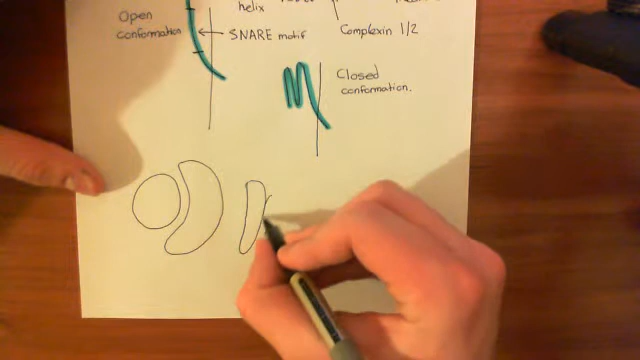 helix
Open
conformation
SNARE motif
Complexin 1/2
Closed
conformation.